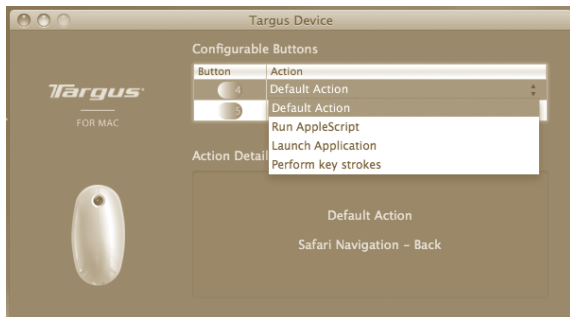 Targus Device
Configurable Buttons
Button Action
4 Default Action
5 Default Action
Run AppleScript
Launch Application
Perform key strokes
Targus
FOR MAC
Action Detail
Default Action
Safari Navigation – Back